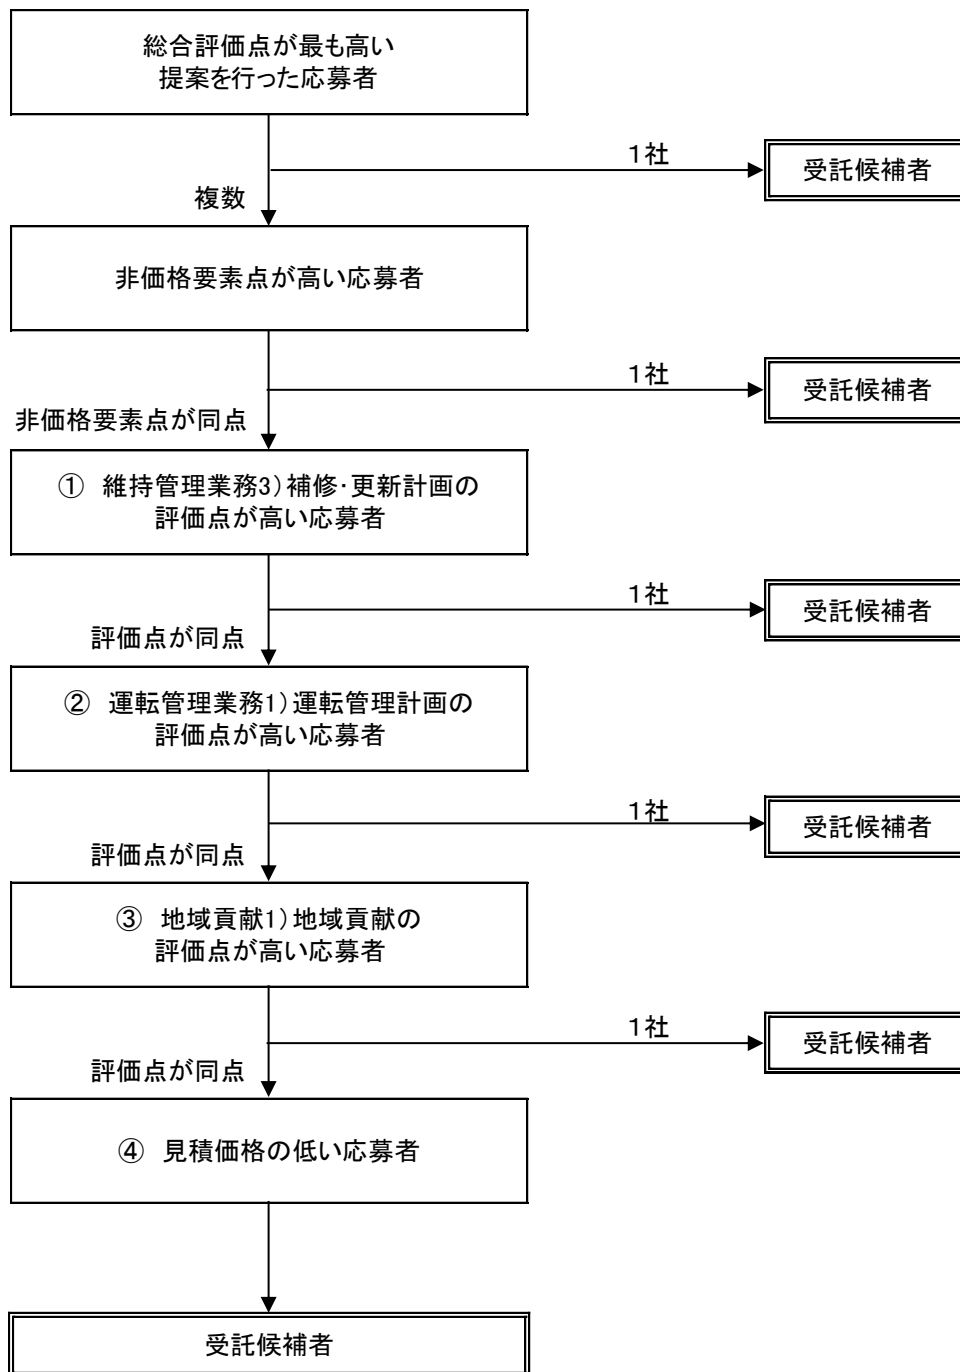 総合評価点が最も高い
提案を行った応募者
1社
受託候補者
複数
非価格要素点が高い応募者
1社
受託候補者
非価格要素点が同点
① 維持管理業務3）補修・更新計画の
評価点が高い応募者
1社
受託候補者
評価点が同点
② 運転管理業務1）運転管理計画の
評価点が高い応募者
1社
受託候補者
評価点が同点
③ 地域貢献1）地域貢献の
評価点が高い応募者
1社
受託候補者
評価点が同点
④ 見積価格の低い応募者
受託候補者